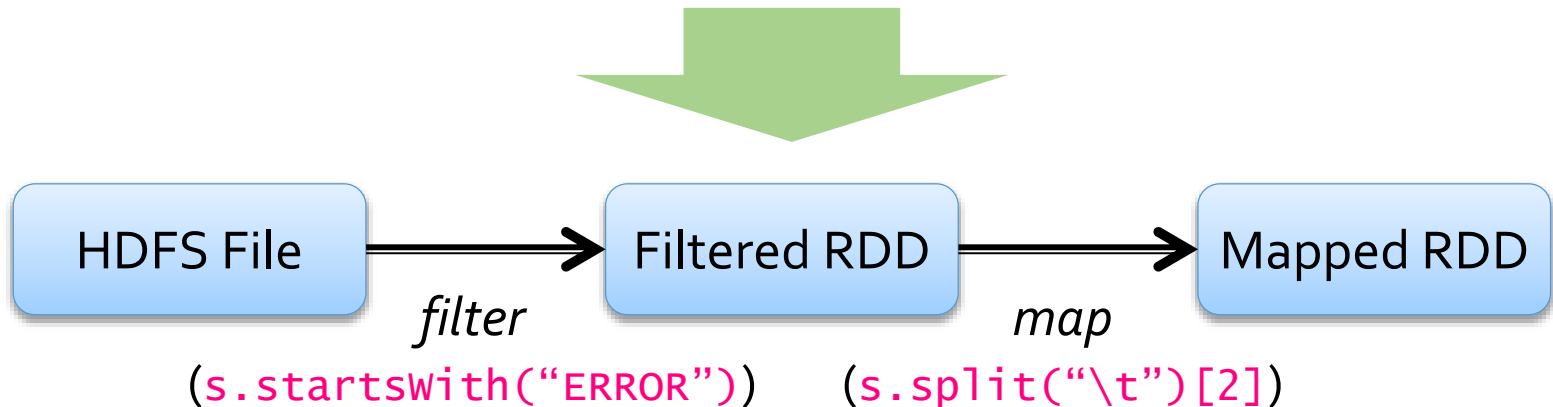 HDFS File Filtered RDD Mapped RDD
filter map
(s.startsWith(“ERROR”)) (s.split(“\t”)[2])